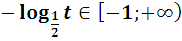 −log_{1/2} t ∈ [−1;+∞)